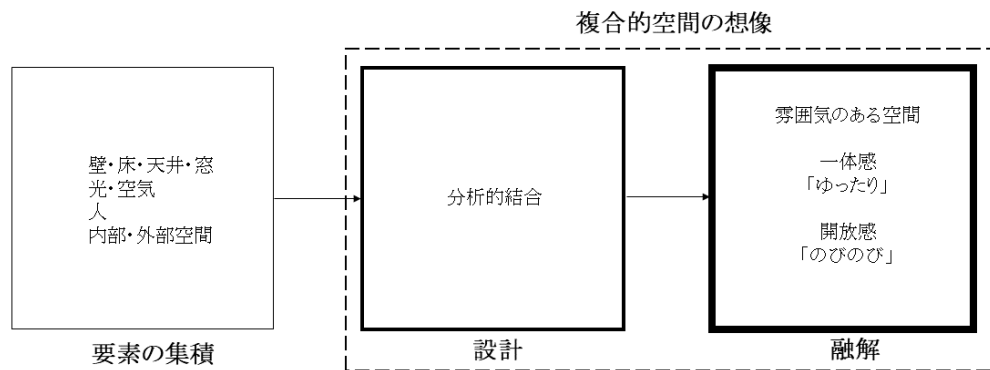 複合的空間の想像
壁・床・天井・窓
光・空気
人
内部・外部空間
要素の集積
分析的結合
設計
雰囲気のある空間
一体感
「ゆったり」
開放感
「のびのび」
融解